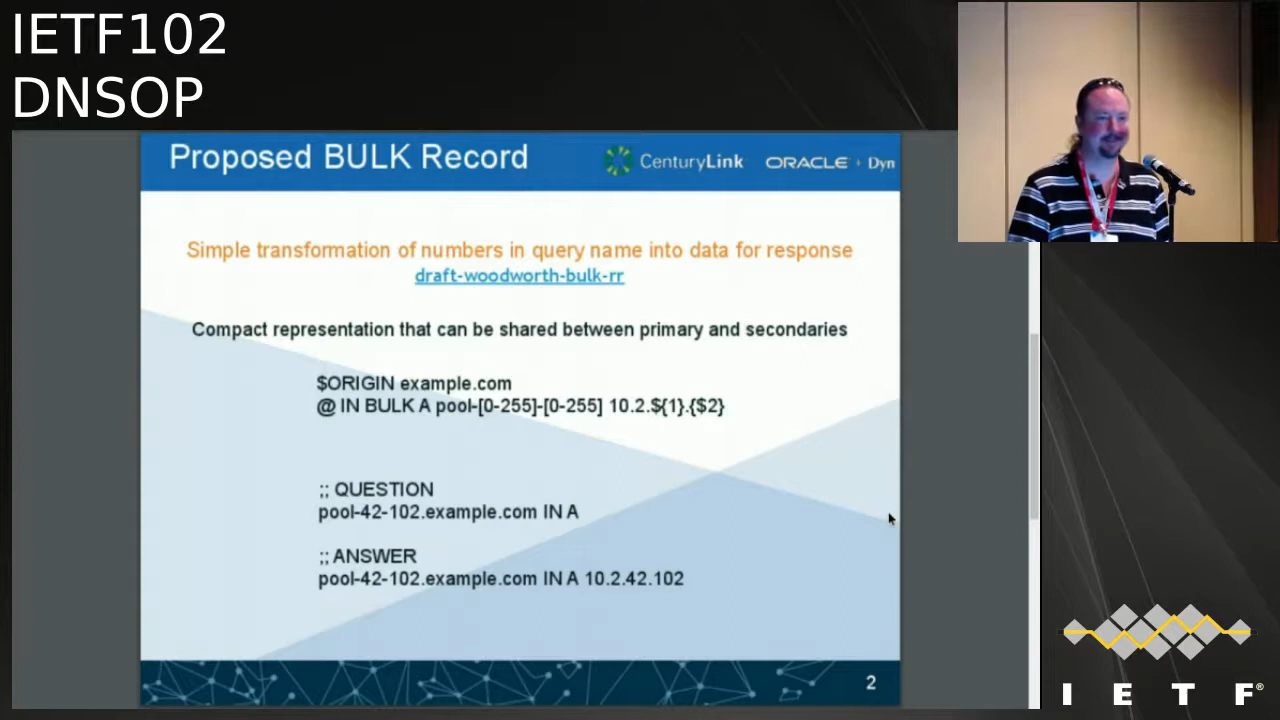 IETF102
DNSOP
Proposed BULK Record
CenturyLink
ORACLE + Dyn
Simple transformation of numbers in query name into data for response
draft-woodworth-bulk-rr
Compact representation that can be shared between primary and secondaries
$ORIGIN example.com
@ IN BULK A pool-[0-255]-[0-255] 10.2.${1}.{$2}
;; QUESTION
pool-42-102.example.com IN A
;; ANSWER
pool-42-102.example.com IN A 10.2.42.102
2
I E T F®